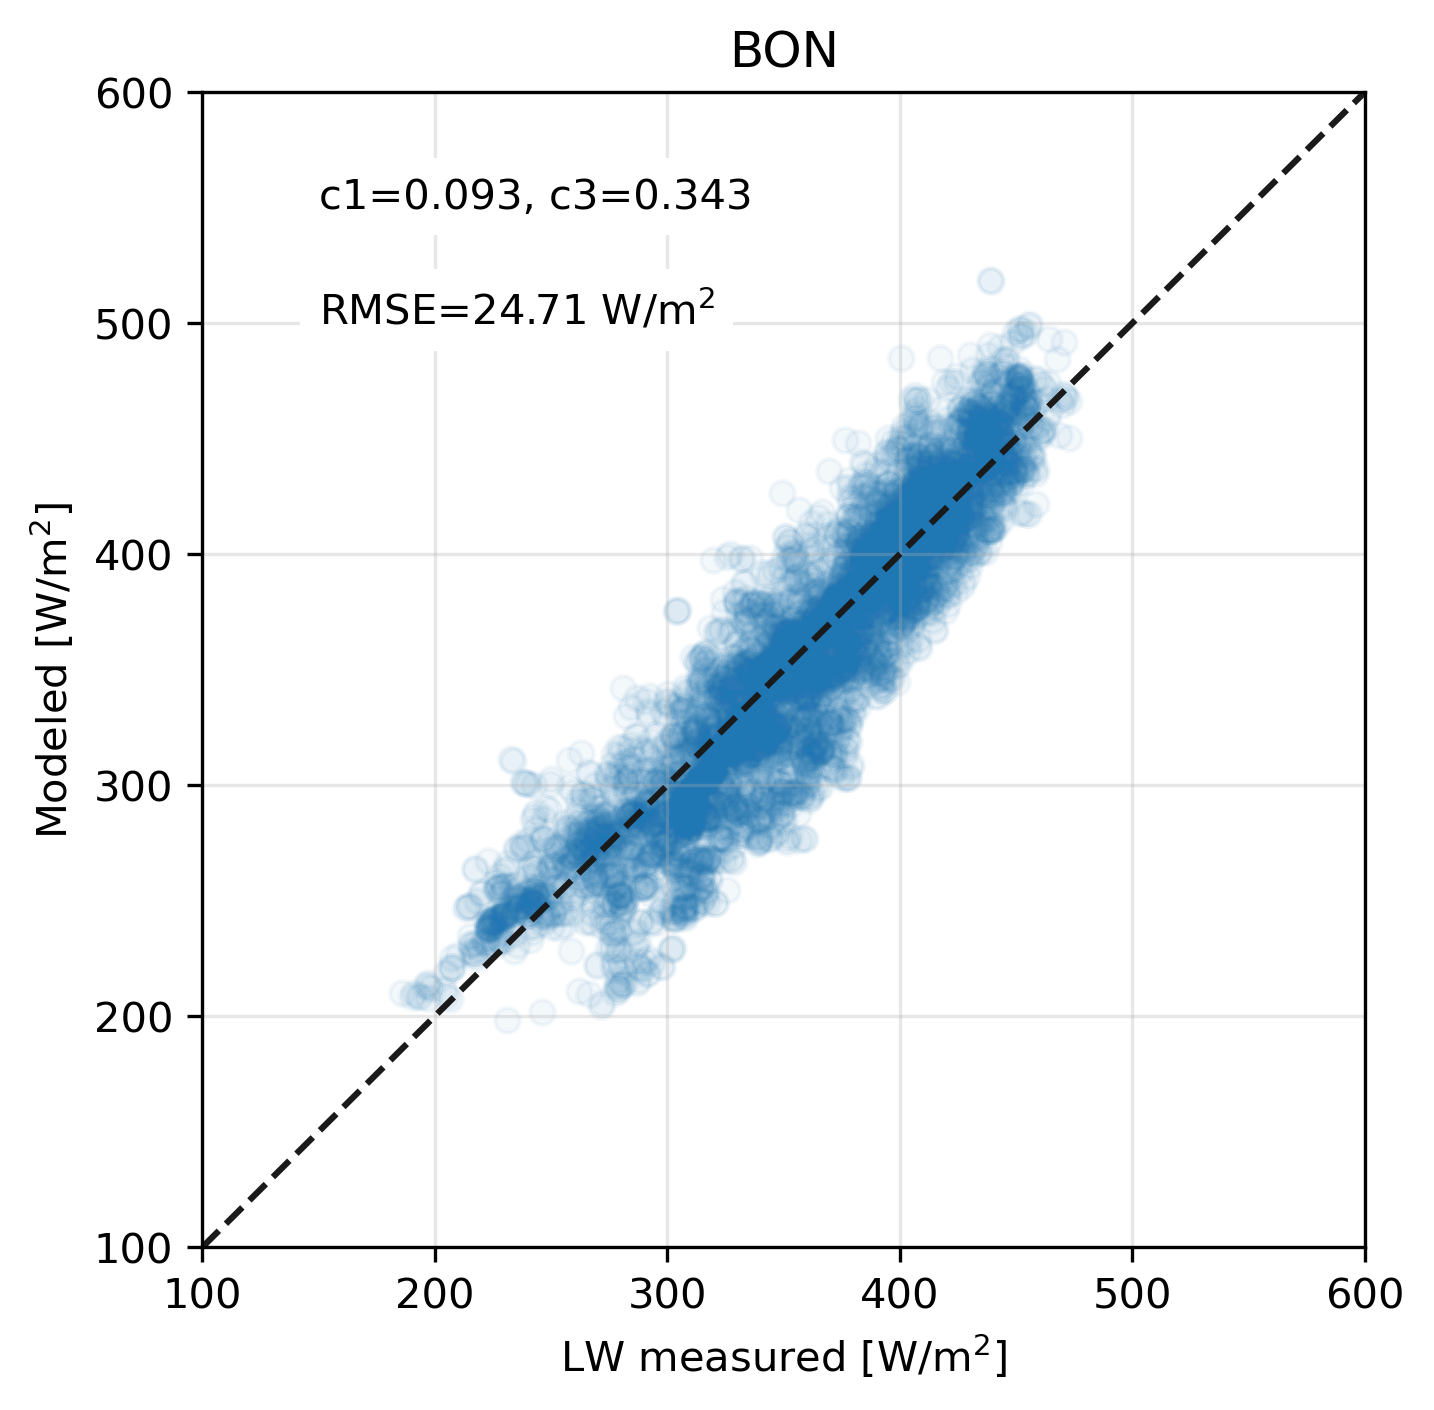 BON
600
500
400
300
200
100
100 200 300 400 500 600
c1=0.093, c3=0.343
RMSE=24.71 W/m²
Modeled [W/m²]
LW measured [W/m²]